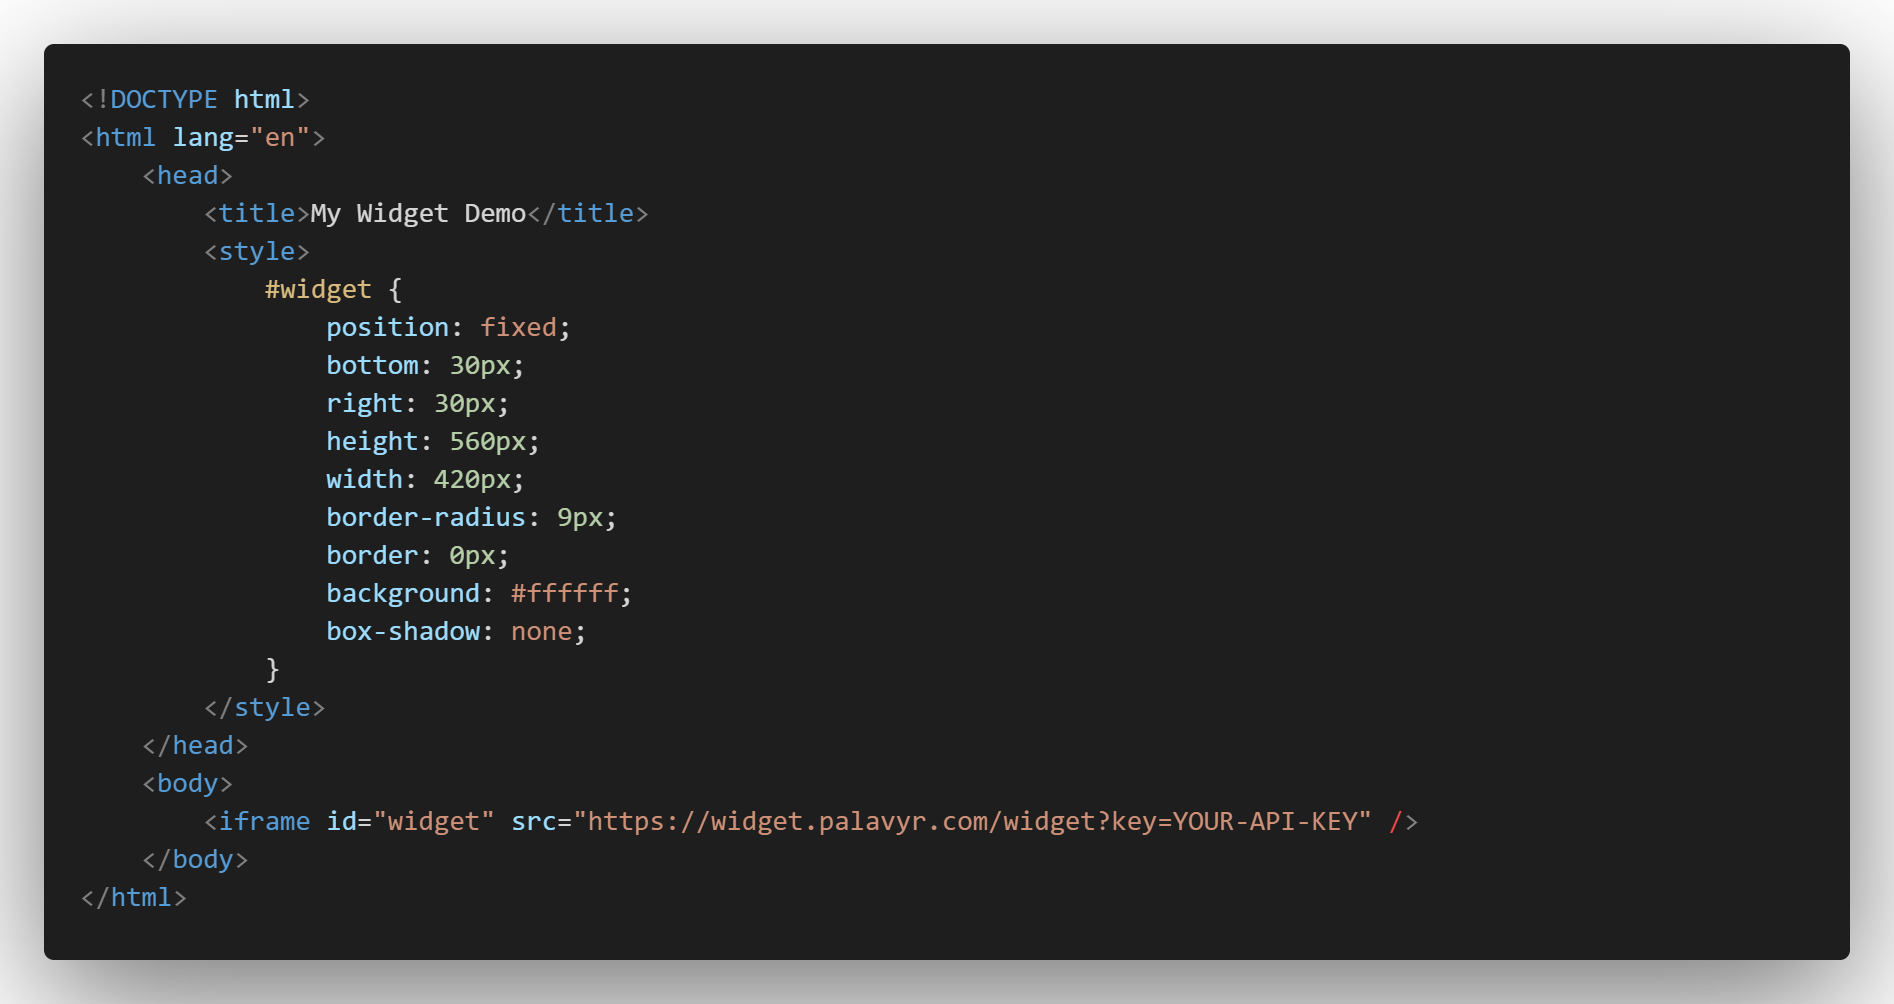 <!DOCTYPE html>
<html lang="en">
    <head>
        <title>My Widget Demo</title>
        <style>
            #widget {
                position: fixed;
                bottom: 30px;
                right: 30px;
                height: 560px;
                width: 420px;
                border-radius: 9px;
                border: 0px;
                background: #ffffff;
                box-shadow: none;
            }
        </style>
    </head>
    <body>
        <iframe id="widget" src="https://widget.palavyr.com/widget?key=YOUR-API-KEY" />
    </body>
</html>